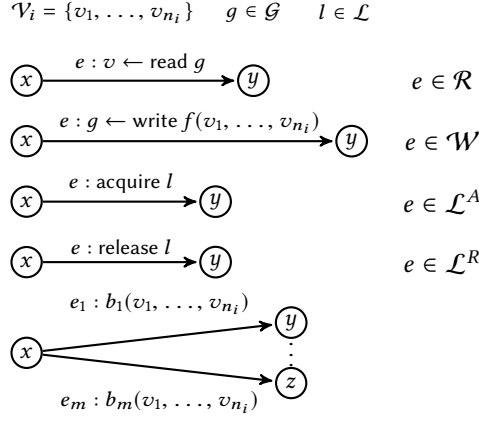 𝒱ᵢ = {v₁, . . . , vₙᵢ} g ∈ 𝒢 l ∈ ℒ
x e : v ← read g y e ∈ ℛ
x e : g ← write f(v₁, . . . , vₙᵢ) y e ∈ 𝒲
x e : acquire l y e ∈ ℒᴬ
x e : release l y e ∈ ℒᴿ
e₁ : b₁(v₁, . . . , vₙᵢ)
y
x
z
eₘ : bₘ(v₁, . . . , vₙᵢ)